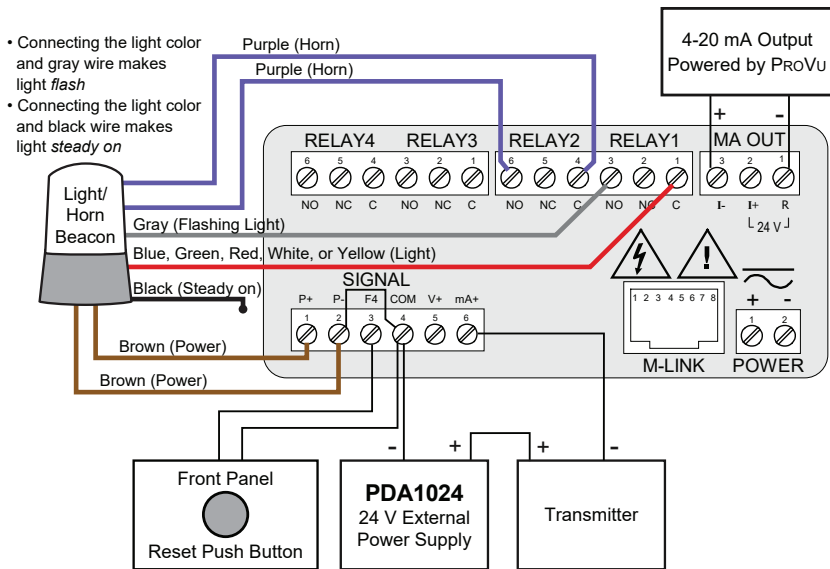 • Connecting the light color
and gray wire makes
light flash
• Connecting the light color
and black wire makes
light steady on
Purple (Horn)
Purple (Horn)
4-20 mA Output
Powered by PROVU
+ -
RELAY4 RELAY3 RELAY2 RELAY1 MA OUT
6 5 4 3 2 1 6 5 4 3 2 1 3 2 1
NO NC C NO NC C NO NC C NO NC C I- I+ R
24 V
Light/
Horn
Beacon
Gray (Flashing Light)
Blue, Green, Red, White, or Yellow (Light)
Black (Steady on)
SIGNAL
P+ P- F4 COM V+ mA+
1 2 3 4 5 6
!
1 2 3 4 5 6 7 8
M-LINK
+ -
1 2
POWER
Brown (Power)
Brown (Power)
- + + -
Front Panel
Reset Push Button
PDA1024
24 V External
Power Supply
Transmitter